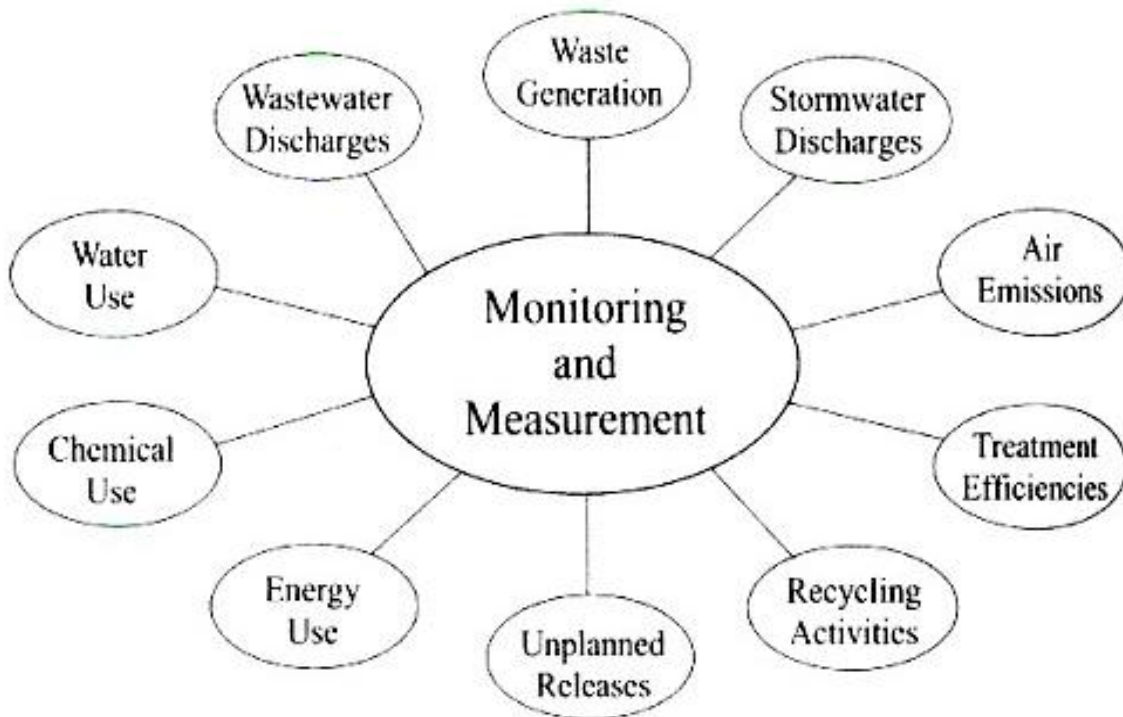 Waste
Generation
Wastewater
Discharges
Stormwater
Discharges
Water
Use
Air
Emissions
Monitoring
and
Measurement
Chemical
Use
Treatment
Efficiencies
Energy
Use
Recycling
Activities
Unplanned
Releases